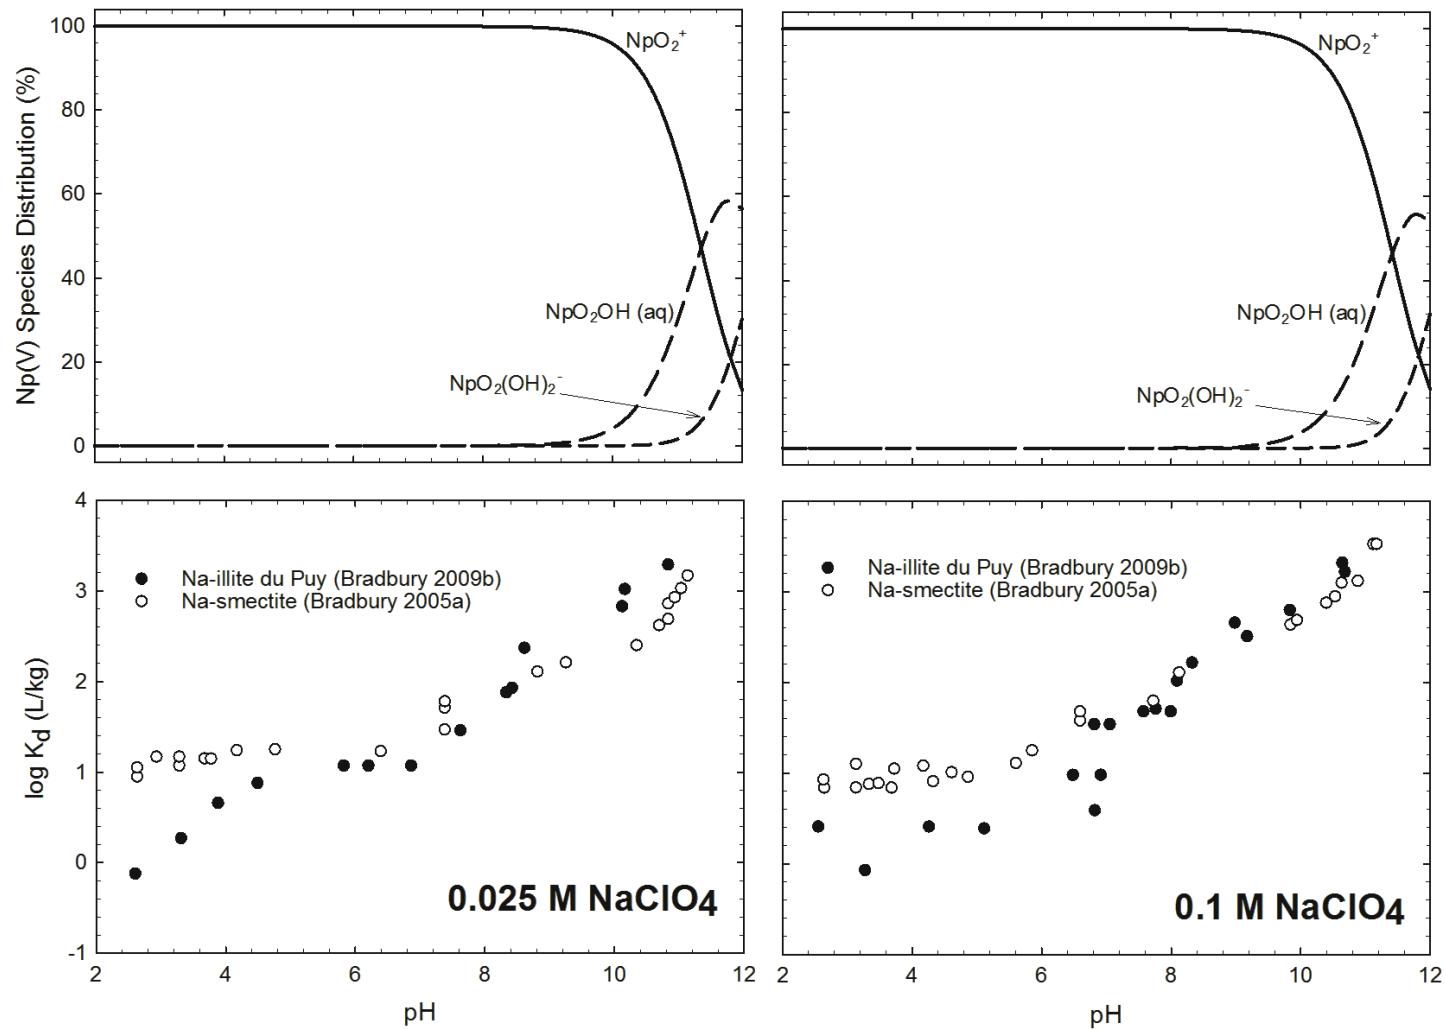 100
80
60
40
20
0
Np(V) Species Distribution (%)
NpO₂⁺
NpO₂OH (aq)
NpO₂(OH)₂⁻
NpO₂⁺
NpO₂OH (aq)
NpO₂(OH)₂⁻
4
3
2
1
0
-1
log Kd (L/kg)
Na-illite du Puy (Bradbury 2009b)
Na-smectite (Bradbury 2005a)
0.025 M NaClO4
2 4 6 8 10 12
pH
Na-illite du Puy (Bradbury 2009b)
Na-smectite (Bradbury 2005a)
0.1 M NaClO4
2 4 6 8 10 12
pH